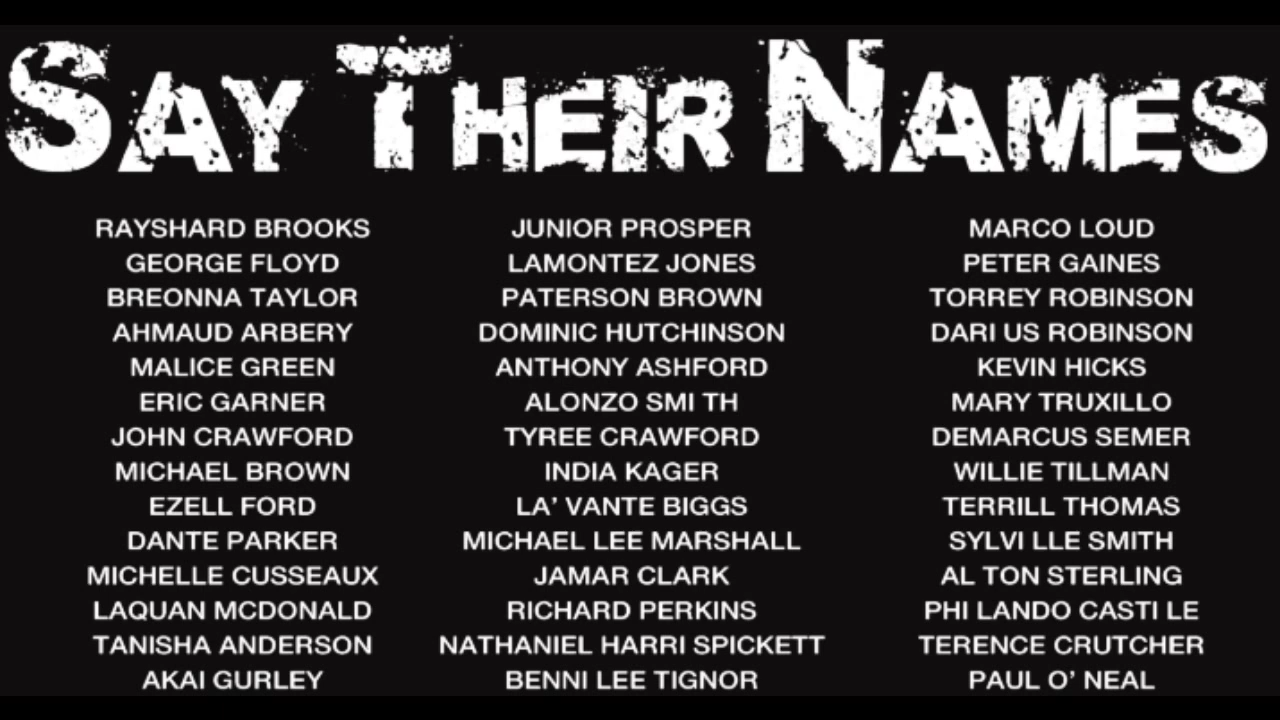 SAY THEIR NAMES
RAYSHARD BROOKS
GEORGE FLOYD
BREONNA TAYLOR
AHMAUD ARBERY
MALICE GREEN
ERIC GARNER
JOHN CRAWFORD
MICHAEL BROWN
EZELL FORD
DANTE PARKER
MICHELLE CUSSEAUX
LAQUAN MCDONALD
TANISHA ANDERSON
AKAI GURLEY
JUNIOR PROSPER
LAMONTEZ JONES
PATERSON BROWN
DOMINIC HUTCHINSON
ANTHONY ASHFORD
ALONZO SMI TH
TYREE CRAWFORD
INDIA KAGER
LA' VANTE BIGGS
MICHAEL LEE MARSHALL
JAMAR CLARK
RICHARD PERKINS
NATHANIEL HARRI SPICKETT
BENNI LEE TIGNOR
MARCO LOUD
PETER GAINES
TORREY ROBINSON
DARI US ROBINSON
KEVIN HICKS
MARY TRUXILLO
DEMARCUS SEMER
WILLIE TILLMAN
TERRILL THOMAS
SYLVI LLE SMITH
AL TON STERLING
PHI LANDO CASTI LE
TERENCE CRUTCHER
PAUL O' NEAL